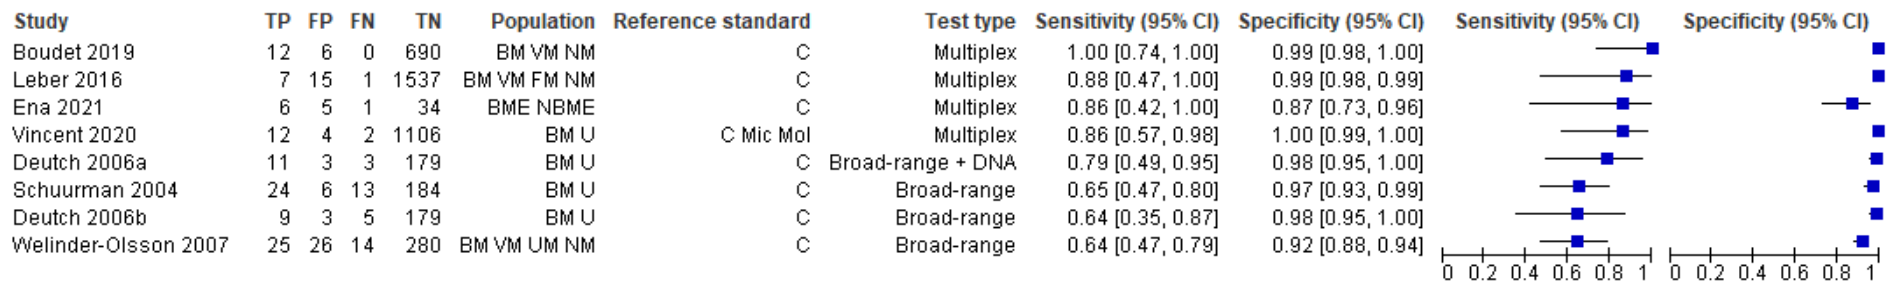 Study TP FP FN TN Population Reference standard Test type Sensitivity (95% CI) Specificity (95% CI) Sensitivity (95% CI) Specificity (95% CI)
Boudet 2019 12 6 0 690 BM VM NM C Multiplex 1.00 [0.74, 1.00] 0.99 [0.98, 1.00]
Leber 2016 7 15 1 1537 BM VM FM NM C Multiplex 0.88 [0.47, 1.00] 0.99 [0.98, 0.99]
Ena 2021 6 5 1 34 BME NBME C Multiplex 0.86 [0.42, 1.00] 0.87 [0.73, 0.96]
Vincent 2020 12 4 2 1106 BM U C Mic Mol Multiplex 0.86 [0.57, 0.98] 1.00 [0.99, 1.00]
Deutch 2006a 11 3 3 179 BM U C Broad-range + DNA 0.79 [0.49, 0.95] 0.98 [0.95, 1.00]
Schuurman 2004 24 6 13 184 BM U C Broad-range 0.65 [0.47, 0.80] 0.97 [0.93, 0.99]
Deutch 2006b 9 3 5 179 BM U C Broad-range 0.64 [0.35, 0.87] 0.98 [0.95, 1.00]
Welinder-Olsson 2007 25 26 14 280 BM VM UM NM C Broad-range 0.64 [0.47, 0.79] 0.92 [0.88, 0.94]
0 0.2 0.4 0.6 0.8 1 0 0.2 0.4 0.6 0.8 1